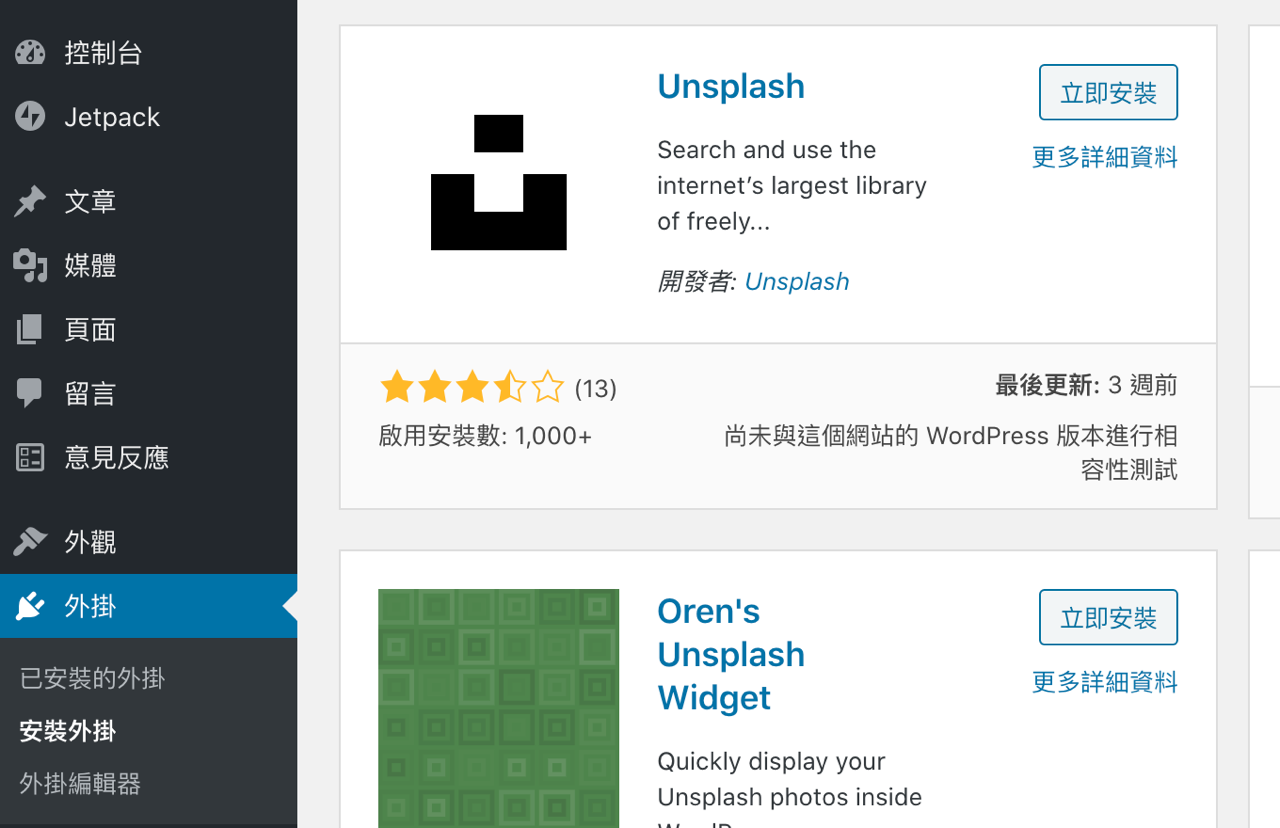 控制台
Jetpack
文章
媒體
頁面
留言
意見反應
外觀
外掛
已安裝的外掛
安裝外掛
外掛編輯器
Unsplash
立即安裝
更多詳細資料
Search and use the
internet’s largest library
of freely...
開發者: Unsplash
(13)
最後更新: 3 週前
啟用安裝數: 1,000+
尚未與這個網站的 WordPress 版本進行相
容性測試
Oren's
Unsplash
Widget
立即安裝
更多詳細資料
Quickly display your
Unsplash photos inside